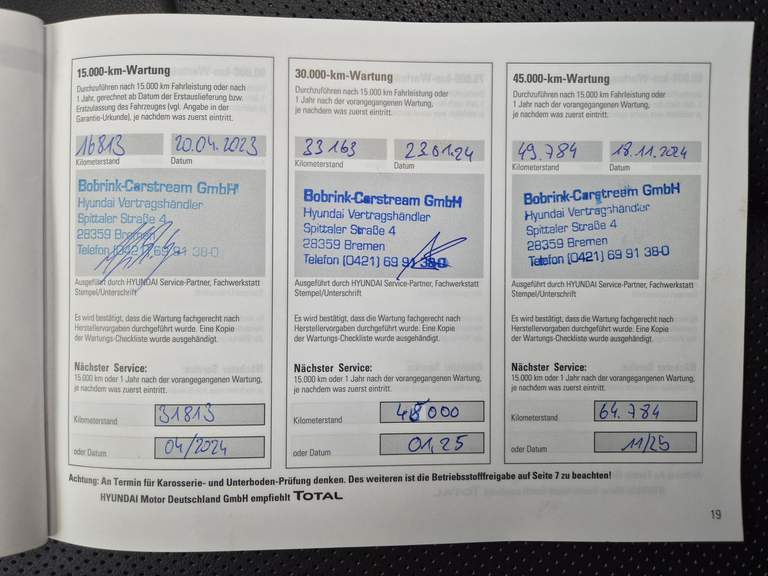 15.000-km-Wartung
Durchzuführen nach 15.000 km Fahrleistung oder nach
1 Jahr, gerechnet ab Datum der Erstauslieferung bzw.
Erstzulassung des Fahrzeuges (vgl. Angabe in der
Garantie-Urkunde), je nachdem was zuerst eintritt.
16813 20.04.2023
Kilometerstand Datum
Bobrink-Carstream GmbH
Hyundai Vertragshändler
Spittaler Straße 4
28359 Bremen
Telefon (0421) 69 91 38-0
Ausgeführt durch HYUNDAI Service-Partner, Fachwerkstatt
Stempel/Unterschrift
Es wird bestätigt, dass die Wartung fachgerecht nach
Herstellervorgaben durchgeführt wurde. Eine Kopie
der Wartungs-Checkliste wurde ausgehändigt.
Nächster Service:
15.000 km oder 1 Jahr nach der vorangegangenen Wartung,
je nachdem was zuerst eintritt.
Kilometerstand 31813
oder Datum 04/2024
30.000-km-Wartung
Durchzuführen nach 15.000 km Fahrleistung oder
1 Jahr nach der vorangegangenen Wartung,
je nachdem was zuerst eintritt.
33 163 23.01.24
Kilometerstand Datum
Bobrink-Carstream GmbH
Hyundai Vertragshändler
Spittaler Straße 4
28359 Bremen
Telefon (0421) 69 91 38-0
Ausgeführt durch HYUNDAI Service-Partner, Fachwerkstatt
Stempel/Unterschrift
Es wird bestätigt, dass die Wartung fachgerecht nach
Herstellervorgaben durchgeführt wurde. Eine Kopie
der Wartungs-Checkliste wurde ausgehändigt.
Nächster Service:
15.000 km oder 1 Jahr nach der vorangegangenen Wartung,
je nachdem was zuerst eintritt.
Kilometerstand 48000
oder Datum 01,25
45.000-km-Wartung
Durchzuführen nach 15.000 km Fahrleistung oder
1 Jahr nach der vorangegangenen Wartung,
je nachdem was zuerst eintritt.
49.784 18.11.2024
Kilometerstand Datum
Bobrink-Carstream GmbH
Hyundai Vertragshändler
Spittaler Straße 4
28359 Bremen
Telefon (0421) 69 91 38-0
Ausgeführt durch HYUNDAI Service-Partner, Fachwerkstatt
Stempel/Unterschrift
Es wird bestätigt, dass die Wartung fachgerecht nach
Herstellervorgaben durchgeführt wurde. Eine Kopie
der Wartungs-Checkliste wurde ausgehändigt.
Nächster Service:
15.000 km oder 1 Jahr nach der vorangegangenen Wartung,
je nachdem was zuerst eintritt.
Kilometerstand 64.784
oder Datum 11/25
Achtung: An Termin für Karosserie- und Unterboden-Prüfung denken. Des weiteren ist die Betriebsstofffreigabe auf Seite 7 zu beachten!
HYUNDAI Motor Deutschland GmbH empfiehlt TOTAL
19